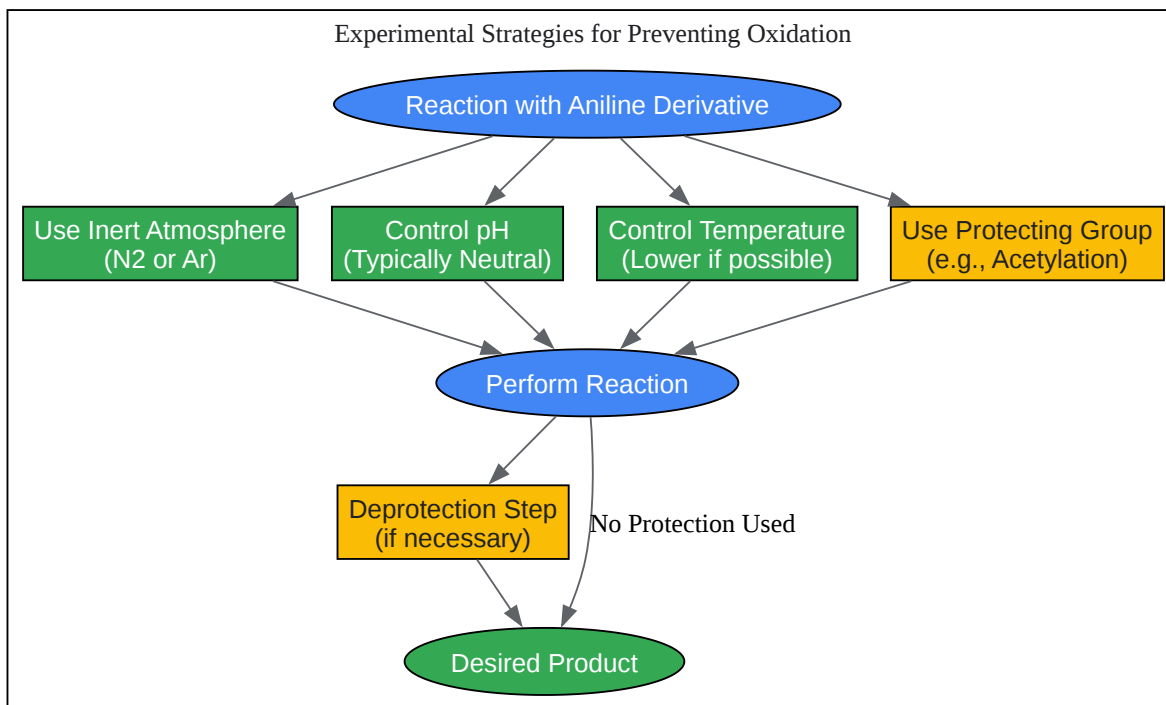 Experimental Strategies for Preventing Oxidation
Reaction with Aniline Derivative
Use Inert Atmosphere
(N2 or Ar)
Control pH
(Typically Neutral)
Control Temperature
(Lower if possible)
Use Protecting Group
(e.g., Acetylation)
Perform Reaction
Deprotection Step
(if necessary)
No Protection Used
Desired Product